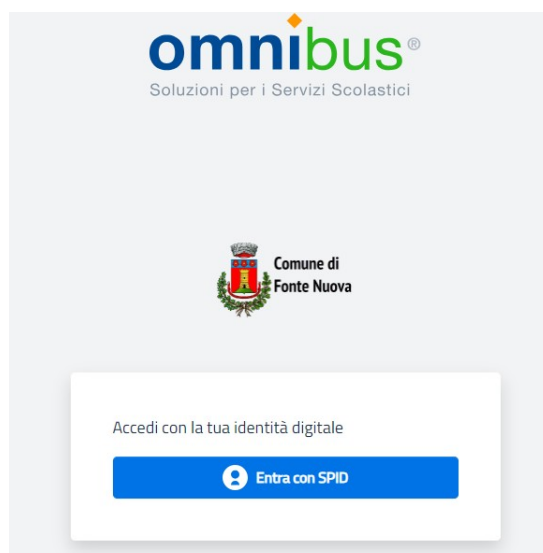 omnibus®
Soluzioni per i Servizi Scolastici
Comune di
Fonte Nuova
Accedi con la tua identità digitale
Entra con SPID